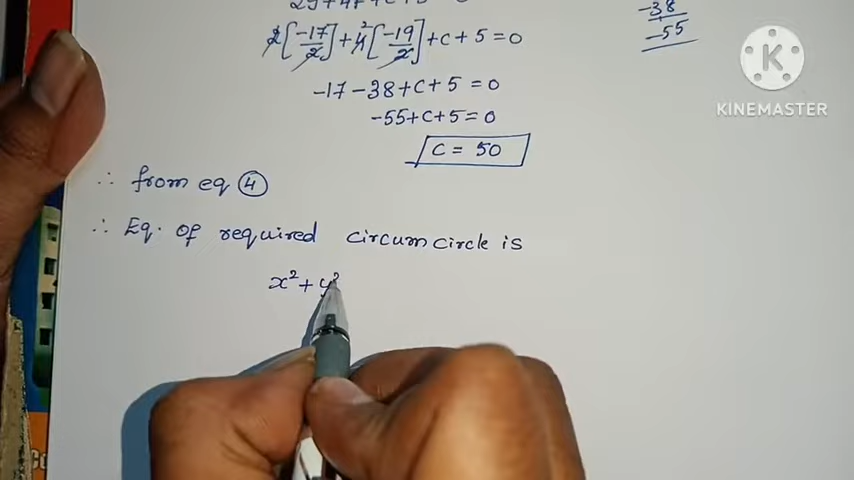 2[-17/2] + 4[-19/2] + c + 5 = 0
-17 - 38 + c + 5 = 0
-55 + c + 5 = 0
c = 50
∴ from eq ④
∴ Eq. of required circumcircle is
x² + y²
-38
-55
KINEMASTER